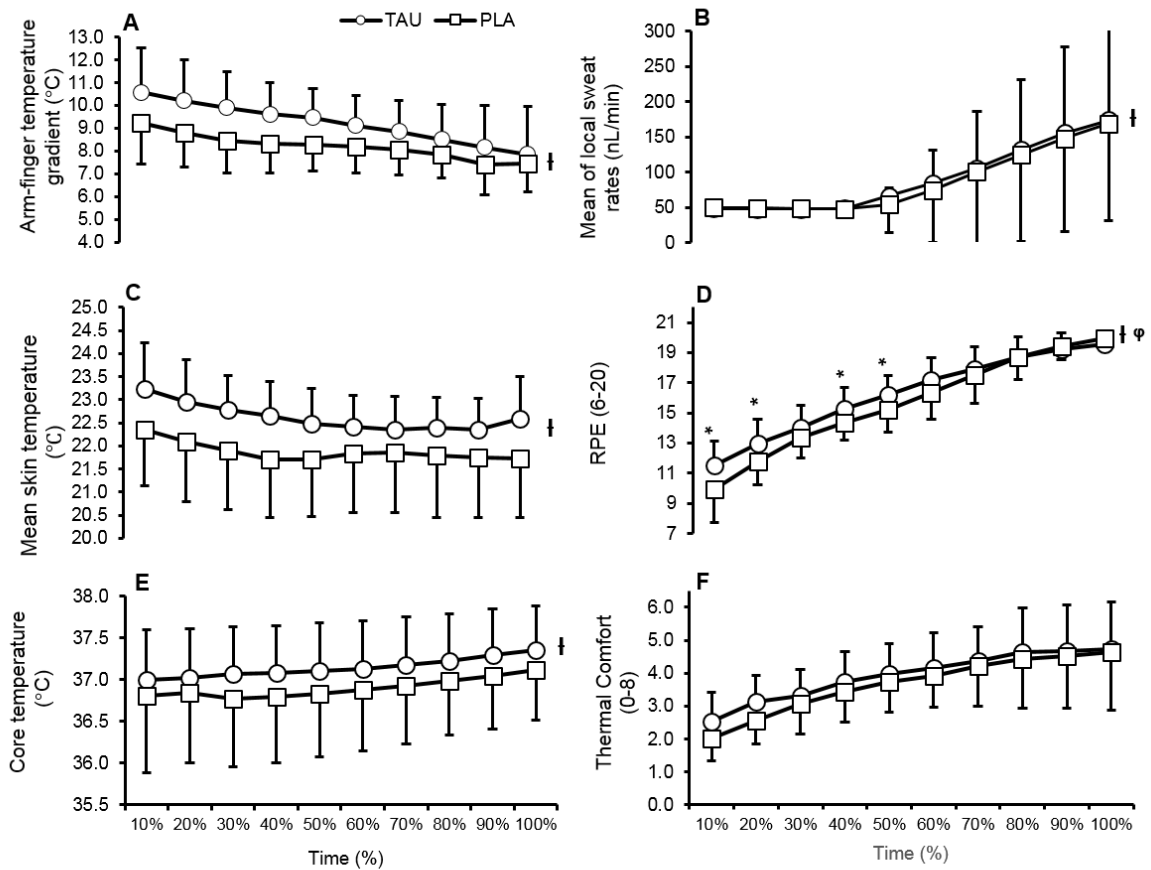 A
TAU PLA
Arm-finger temperature
gradient (°C)
13.0
12.0
11.0
10.0
9.0
8.0
7.0
6.0
5.0
4.0
ƚ
B
Mean of local sweat
rates (nL/min)
300
250
200
150
100
50
0
ƚ
C
Mean skin temperature
(°C)
25.0
24.5
24.0
23.5
23.0
22.5
22.0
21.5
21.0
20.5
20.0
ƚ
D
RPE (6-20)
21
19
17
15
13
11
9
7
* * * *
ƚ φ
E
Core temperature
(°C)
38.0
37.5
37.0
36.5
36.0
35.5
ƚ
10% 20% 30% 40% 50% 60% 70% 80% 90% 100%
Time (%)
F
Thermal Comfort
(0-8)
6.0
5.0
4.0
3.0
2.0
1.0
0.0
10% 20% 30% 40% 50% 60% 70% 80% 90% 100%
Time (%)